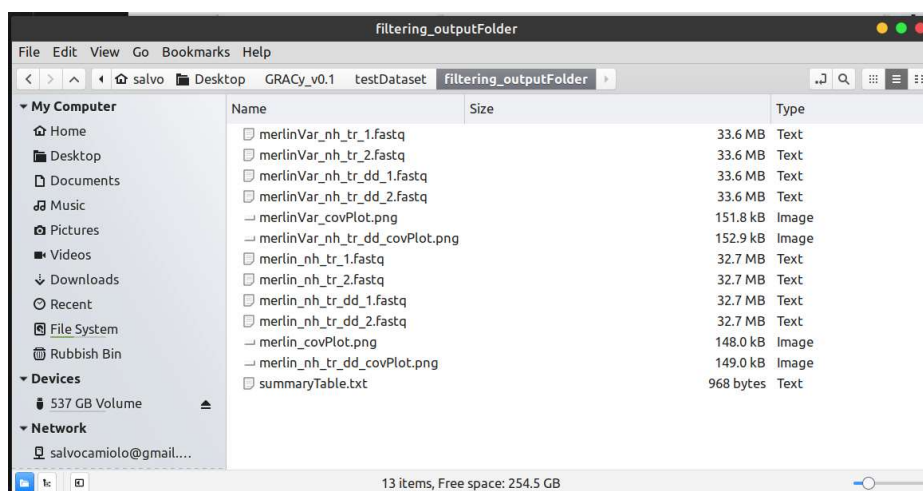 filtering_outputFolder
File Edit View Go Bookmarks Help
salvo Desktop GRACy_v0.1 testDataset filtering_outputFolder
My Computer
Home
Desktop
Documents
Music
Pictures
Videos
Downloads
Recent
File System
Rubbish Bin
Devices
537 GB Volume
Network
salvocamiolo@gmail....
Name Size Type
merlinVar_nh_tr_1.fastq 33.6 MB Text
merlinVar_nh_tr_2.fastq 33.6 MB Text
merlinVar_nh_tr_dd_1.fastq 33.6 MB Text
merlinVar_nh_tr_dd_2.fastq 33.6 MB Text
merlinVar_covPlot.png 151.8 kB Image
merlinVar_nh_tr_dd_covPlot.png 152.9 kB Image
merlin_nh_tr_1.fastq 32.7 MB Text
merlin_nh_tr_2.fastq 32.7 MB Text
merlin_nh_tr_dd_1.fastq 32.7 MB Text
merlin_nh_tr_dd_2.fastq 32.7 MB Text
merlin_covPlot.png 148.0 kB Image
merlin_nh_tr_dd_covPlot.png 149.0 kB Image
summaryTable.txt 968 bytes Text
13 items, Free space: 254.5 GB